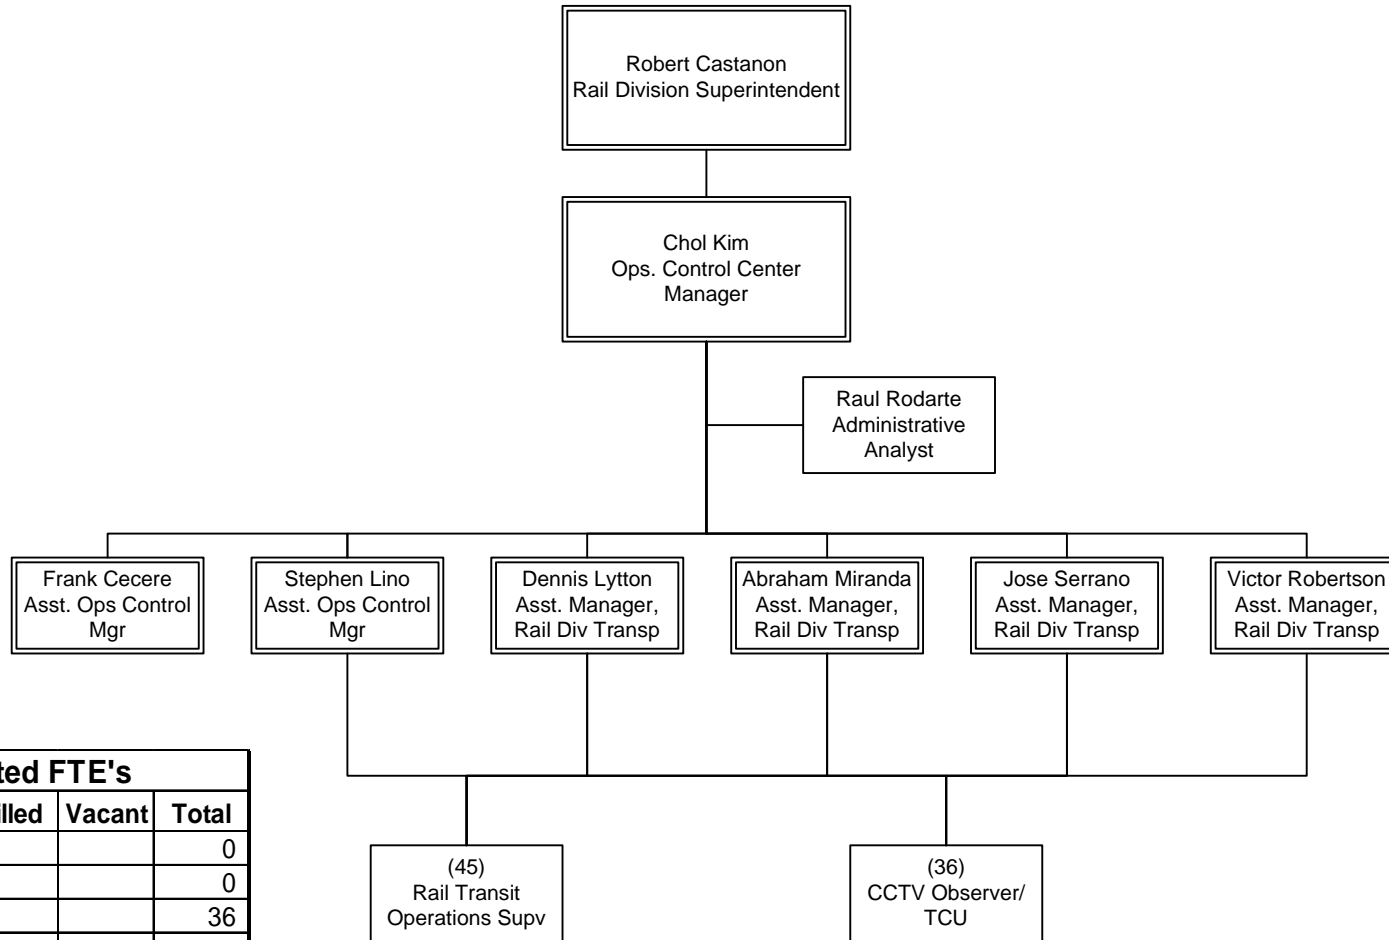 Robert Castanon
Rail Division Superintendent
Chol Kim
Ops. Control Center
Manager
Raul Rodarte
Administrative
Analyst
Frank Cecere
Asst. Ops Control
Mgr
Stephen Lino
Asst. Ops Control
Mgr
Dennis Lytton
Asst. Manager,
Rail Div Transp
Abraham Miranda
Asst. Manager,
Rail Div Transp
Jose Serrano
Asst. Manager,
Rail Div Transp
Victor Robertson
Asst. Manager,
Rail Div Transp
ted FTE's
illed Vacant Total
0
0
36
(45)
Rail Transit
Operations Supv
(36)
CCTV Observer/
TCU